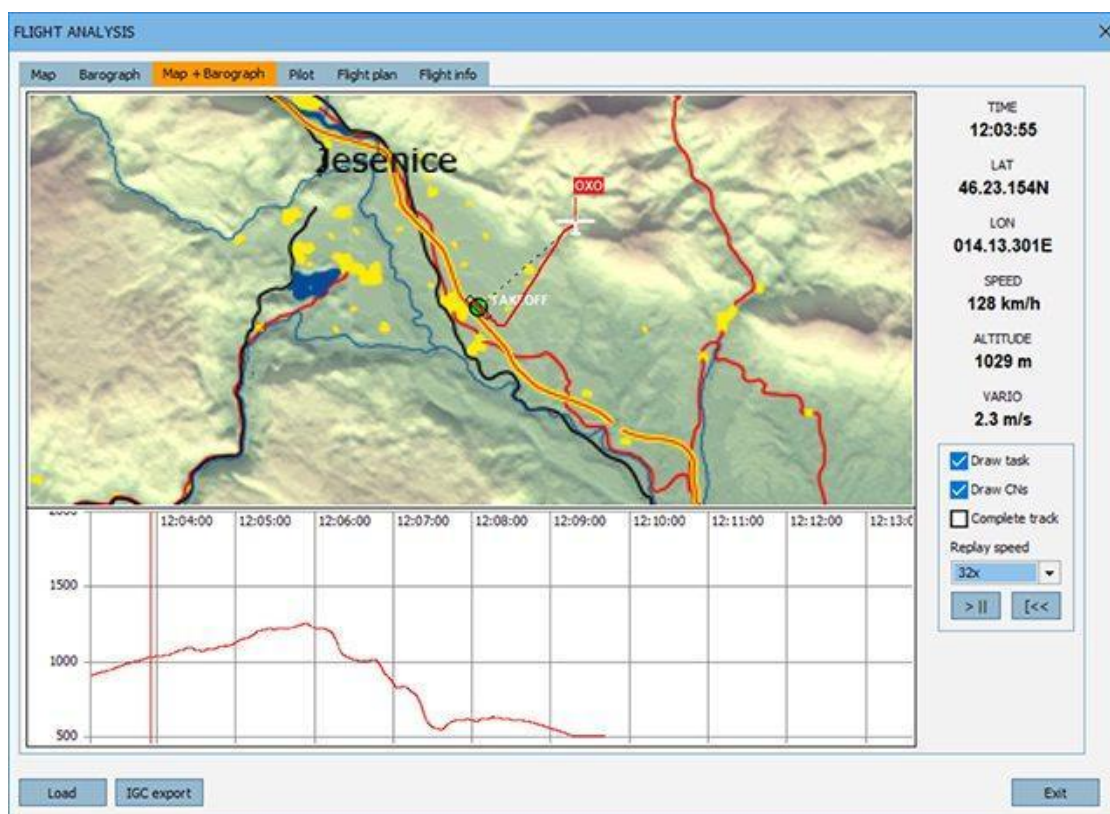 FLIGHT ANALYSIS
Map Barograph Map + Barograph Pilot Flight plan Flight info
Jesenice
OXO
TAKEOFF
TIME
12:03:55
LAT
46.23.154N
LON
014.13.301E
SPEED
128 km/h
ALTITUDE
1029 m
VARIO
2.3 m/s
Draw task
Draw CNs
Complete track
Replay speed
32x
> || [<<
2000 12:04:00 12:05:00 12:06:00 12:07:00 12:08:00 12:09:00 12:10:00 12:11:00 12:12:00 12:13:0
1500
1000
500
Load IGC export Exit